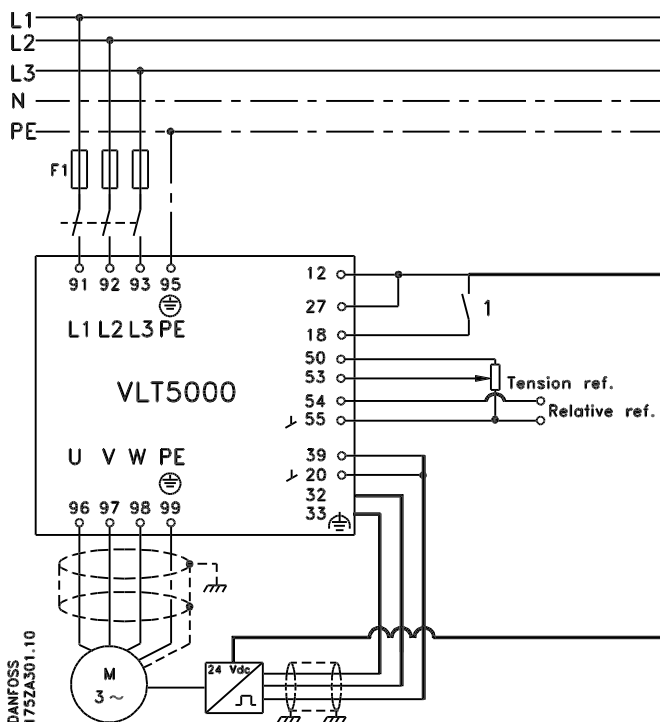 L1
L2
L3
N
PE
F1
91 92 93 95
L1 L2 L3 PE
VLT5000
U V W PE
96 97 98 99
12
27
18
50
53
54
55
39
20
32
33
1
Tension ref.
Relative ref.
M
3 ~
24 Vdc
DANFOSS
175ZA301.10